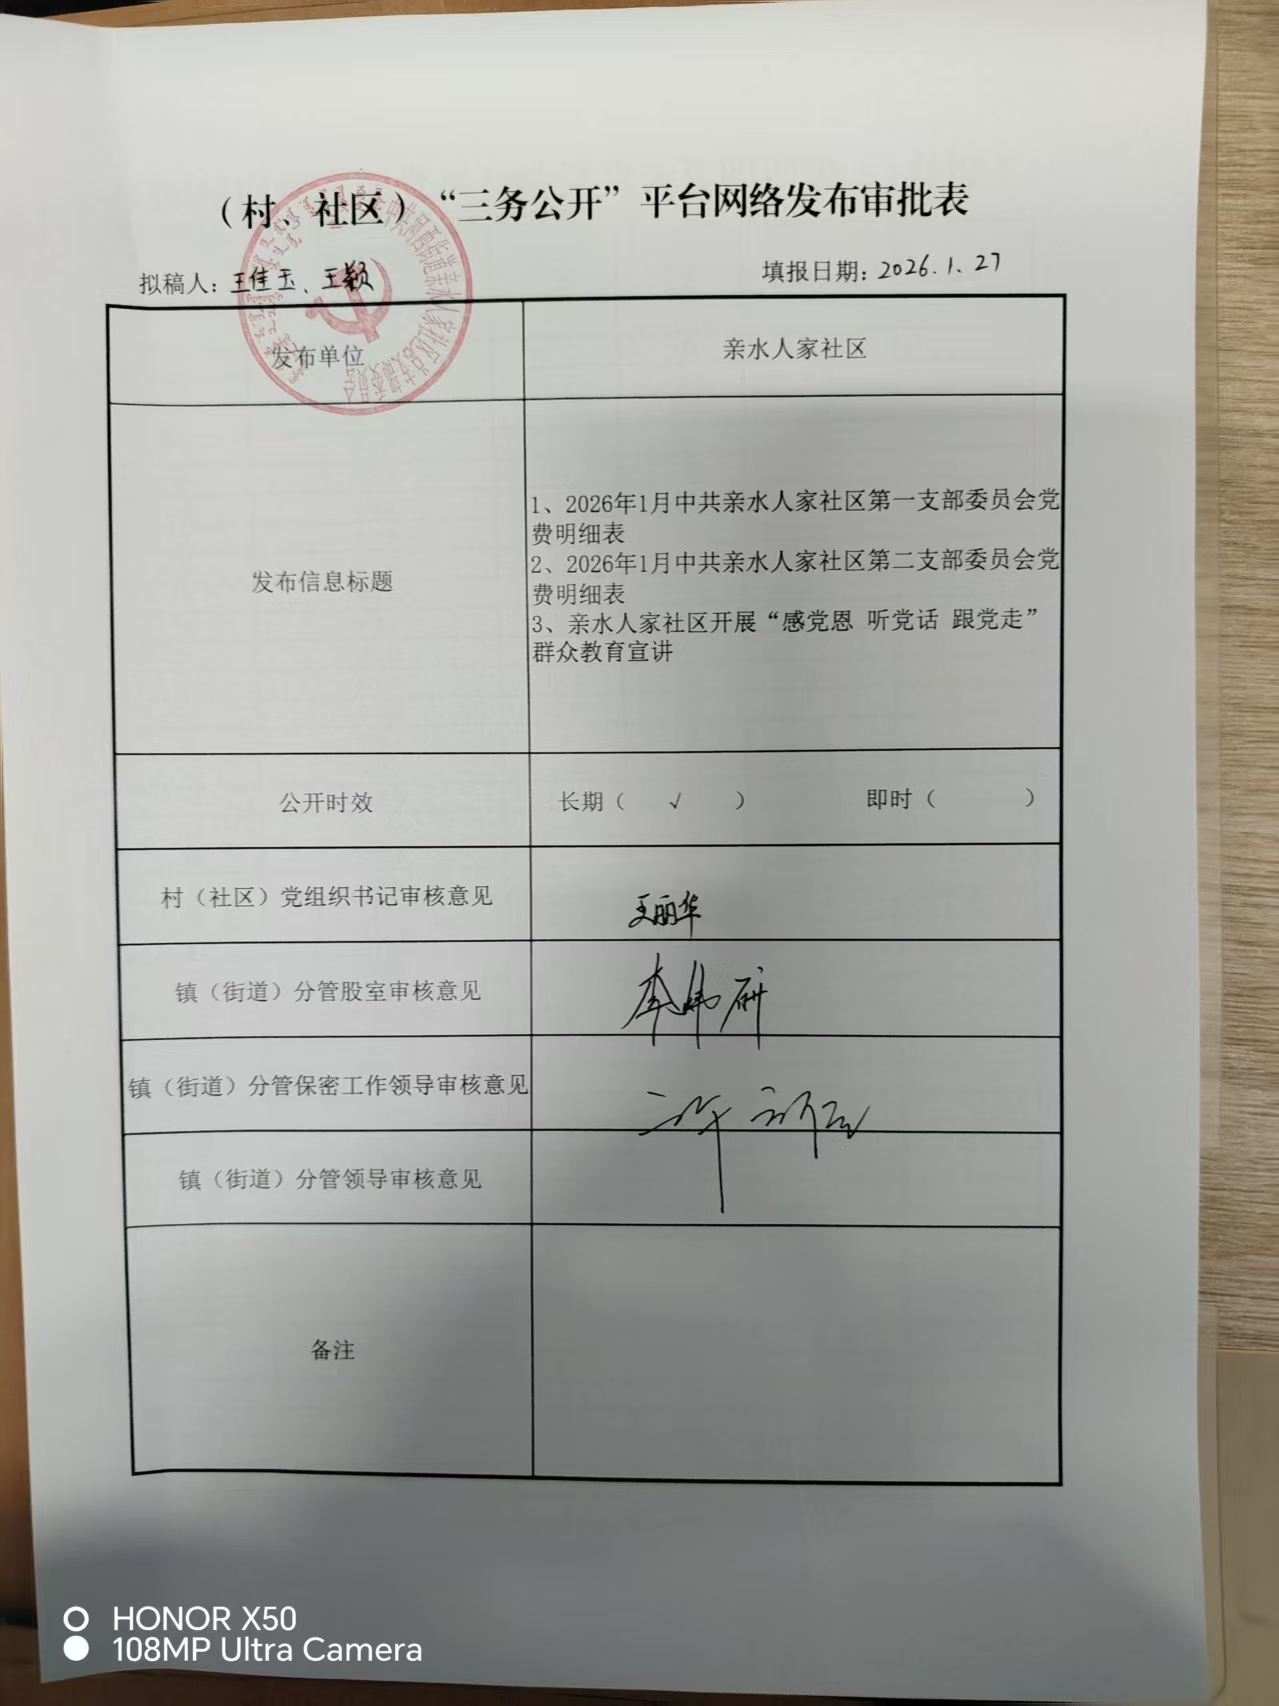 （村、社区）“三务公开”平台网络发布审批表
拟稿人：王佳玉、王颖
填报日期：2026.1.27
发布单位
亲水人家社区
发布信息标题
1、2026年1月中共亲水人家社区第一支部委员会党
费明细表
2、2026年1月中共亲水人家社区第二支部委员会党
费明细表
3、亲水人家社区开展“感党恩 听党话 跟党走”
群众教育宣讲
公开时效
长期（ √ ） 即时（ ）
村（社区）党组织书记审核意见
王丽华
镇（街道）分管股室审核意见
镇（街道）分管保密工作领导审核意见
镇（街道）分管领导审核意见
备注
HONOR X50
108MP Ultra Camera